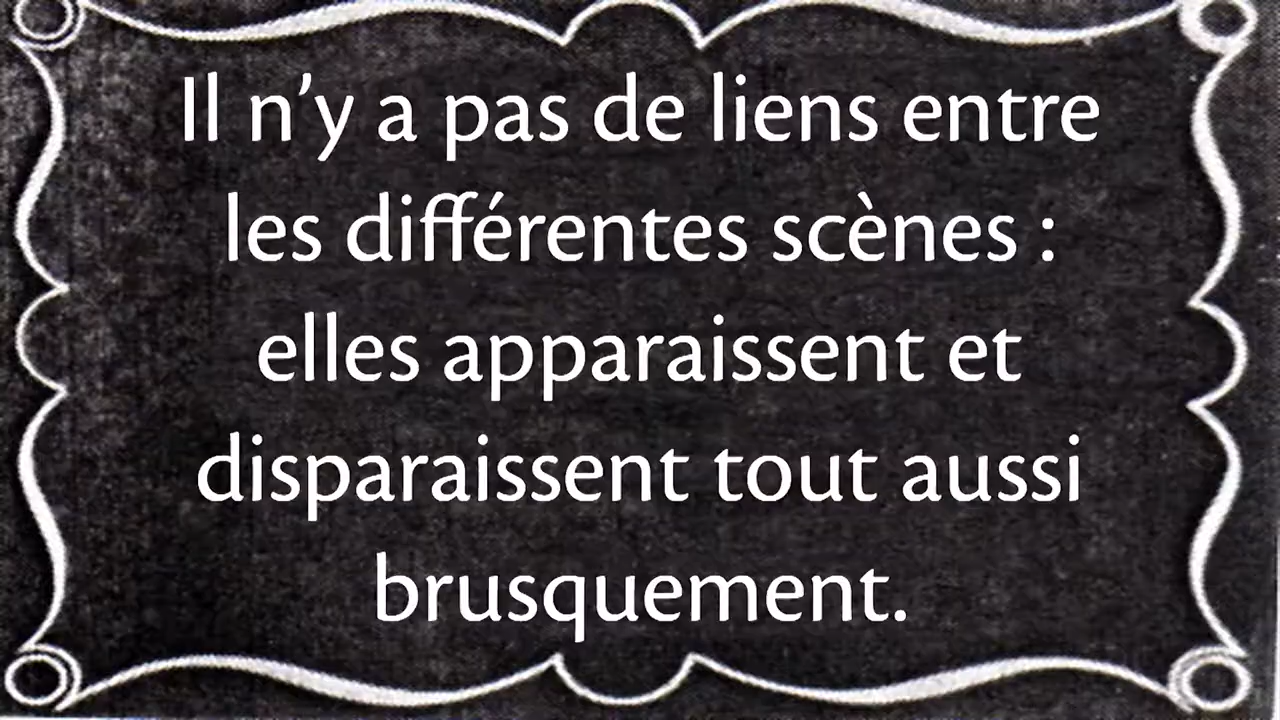 Il n’y a pas de liens entre
les différentes scènes :
elles apparaissent et
disparaissent tout aussi
brusquement.